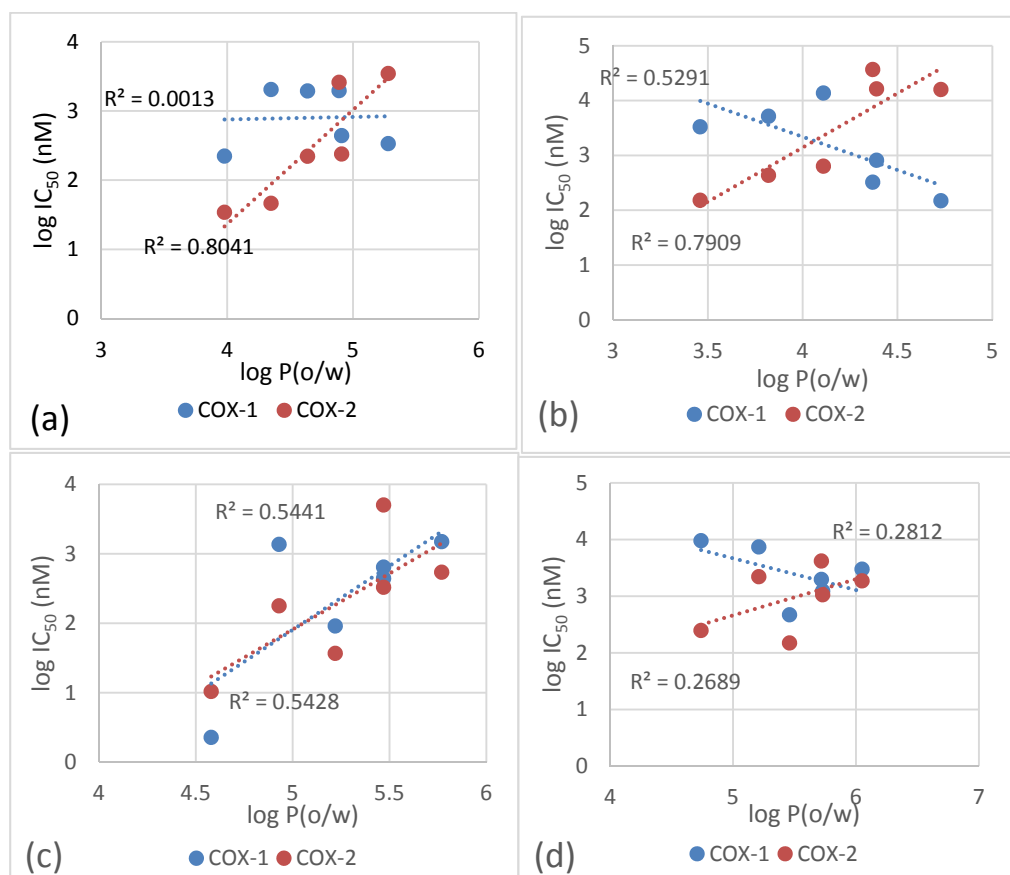 4
3
2
1
0
3
4
5
6
log IC50 (nM)
log P(o/w)
R² = 0.0013
R² = 0.8041
(a)
COX-1
COX-2
5
4
3
2
1
0
3
3.5
4
4.5
5
log IC50 (nM)
log P(o/w)
R² = 0.5291
R² = 0.7909
(b)
COX-1
COX-2
4
3
2
1
0
4
4.5
5
5.5
6
log IC50 (nM)
log P(o/w)
R² = 0.5441
R² = 0.5428
(c)
COX-1
COX-2
5
4
3
2
1
0
4
5
6
7
log IC50 (nM)
log P(o/w)
R² = 0.2812
R² = 0.2689
(d)
COX-1
COX-2